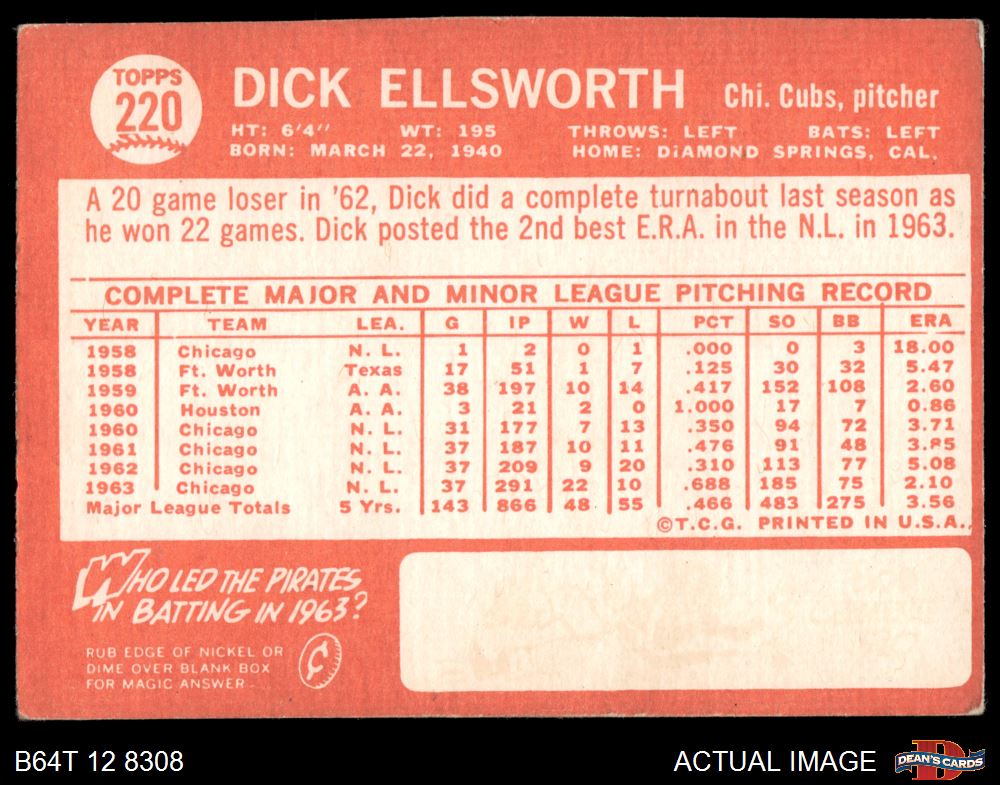 TOPPS
220
DICK ELLSWORTH Chi. Cubs, pitcher
HT: 6'4" WT: 195 THROWS: LEFT BATS: LEFT
BORN: MARCH 22, 1940 HOME: DIAMOND SPRINGS, CAL.
A 20 game loser in '62, Dick did a complete turnabout last season as
he won 22 games. Dick posted the 2nd best E.R.A. in the N.L. in 1963.
COMPLETE MAJOR AND MINOR LEAGUE PITCHING RECORD
YEAR TEAM LEA. G IP W L PCT SO BB ERA
1958 Chicago N. L. 1 2 0 1 .000 0 3 18.00
1958 Ft. Worth Texas 17 51 1 7 .125 30 32 5.47
1959 Ft. Worth A. A. 38 197 10 14 .417 152 108 2.60
1960 Houston A. A. 3 21 2 0 1.000 17 7 0.86
1960 Chicago N. L. 31 177 7 13 .350 94 72 3.71
1961 Chicago N. L. 37 187 10 11 .476 91 48 3.85
1962 Chicago N. L. 37 209 9 20 .310 113 77 5.08
1963 Chicago N. L. 37 291 22 10 .688 185 75 2.10
Major League Totals 5 Yrs. 143 866 48 55 .466 483 275 3.56
©T.C.G. PRINTED IN U.S.A.
WHO LED THE PIRATES
IN BATTING IN 1963?
RUB EDGE OF NICKEL OR
DIME OVER BLANK BOX
FOR MAGIC ANSWER
¢
B64T 12 8308 ACTUAL IMAGE DEAN'S CARDS